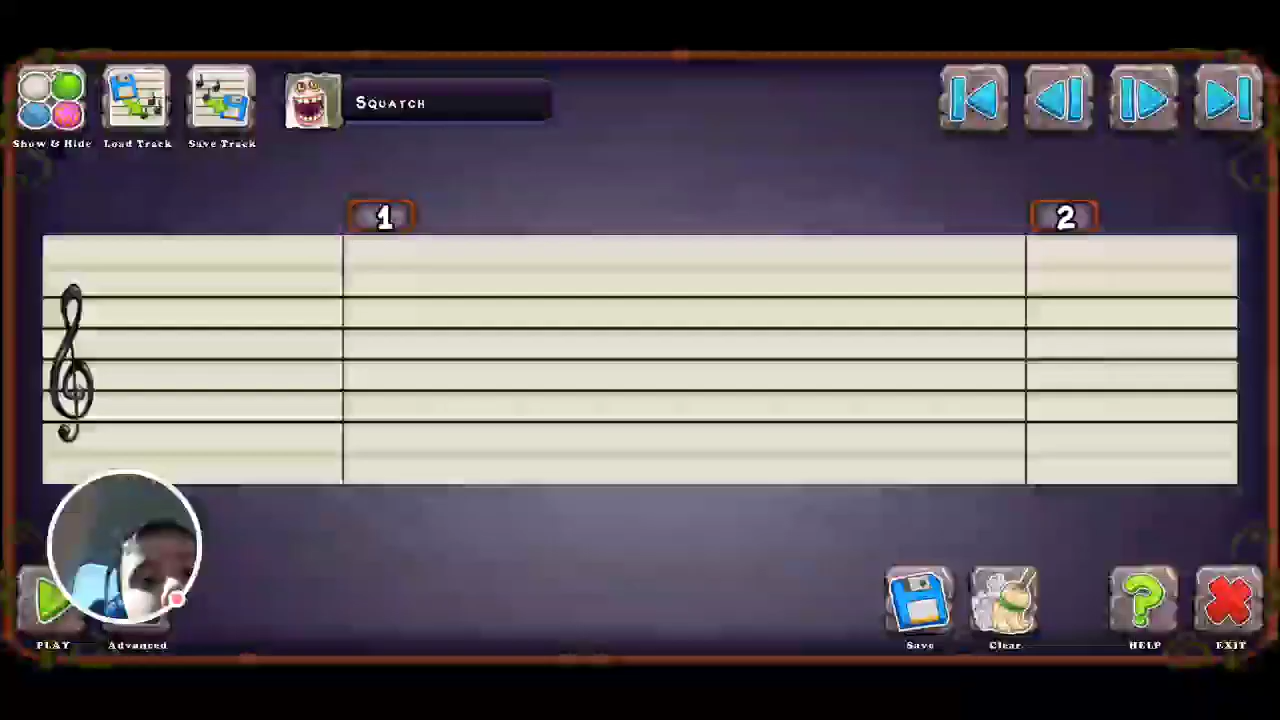 Squatch
Show & Hide Load Track Save Track
1 2
PLAY Advanced Save Clear HELP EXIT